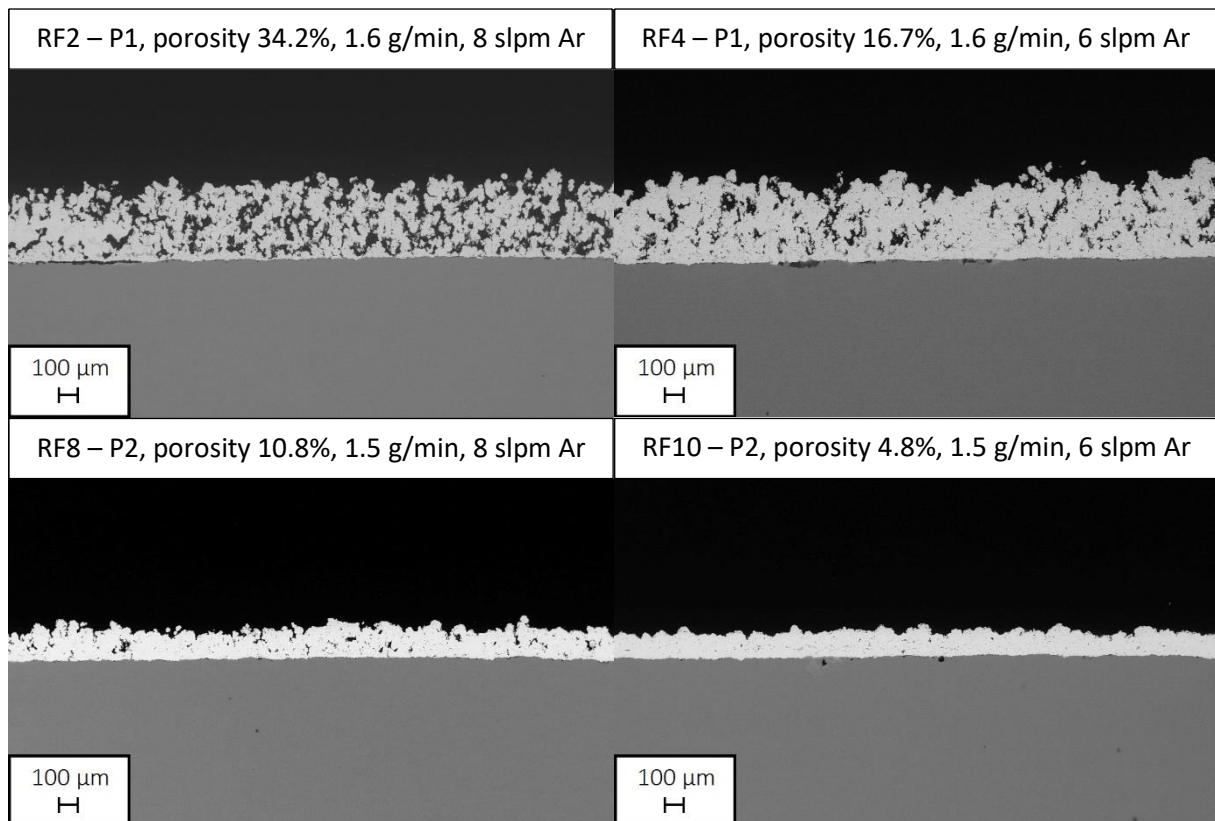 RF2 – P1, porosity 34.2%, 1.6 g/min, 8 slpm Ar
RF4 – P1, porosity 16.7%, 1.6 g/min, 6 slpm Ar
100 µm
100 µm
RF8 – P2, porosity 10.8%, 1.5 g/min, 8 slpm Ar
RF10 – P2, porosity 4.8%, 1.5 g/min, 6 slpm Ar
100 µm
100 µm